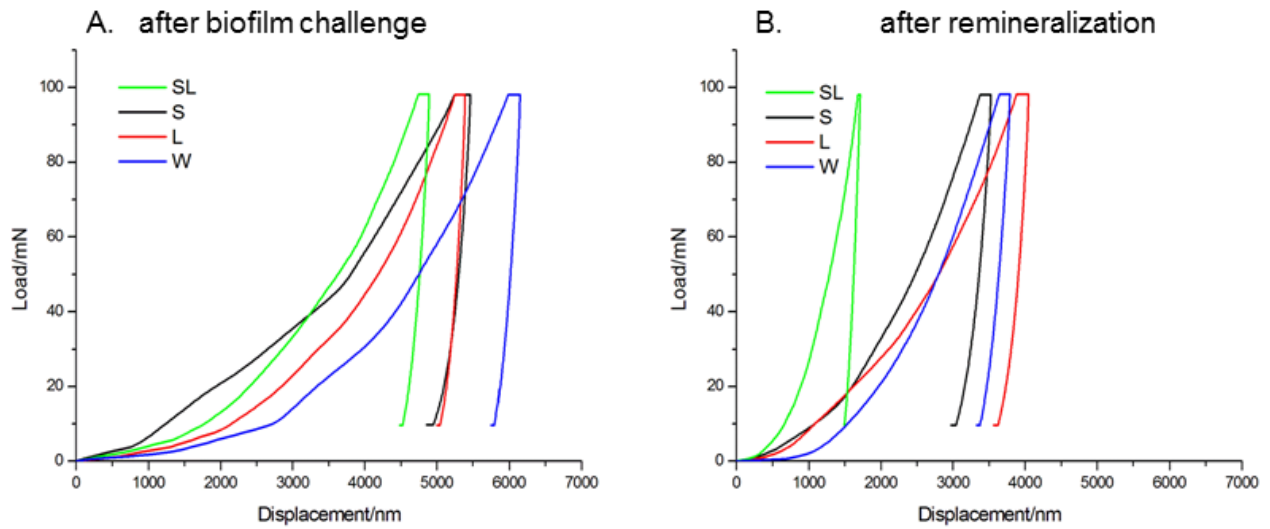 A. after biofilm challenge
SL
S
L
W
100
80
60
40
20
0
Load/mN
0 1000 2000 3000 4000 5000 6000 7000
Displacement/nm
B. after remineralization
SL
S
L
W
100
80
60
40
20
0
Load/mN
0 1000 2000 3000 4000 5000 6000 7000
Displacement/nm